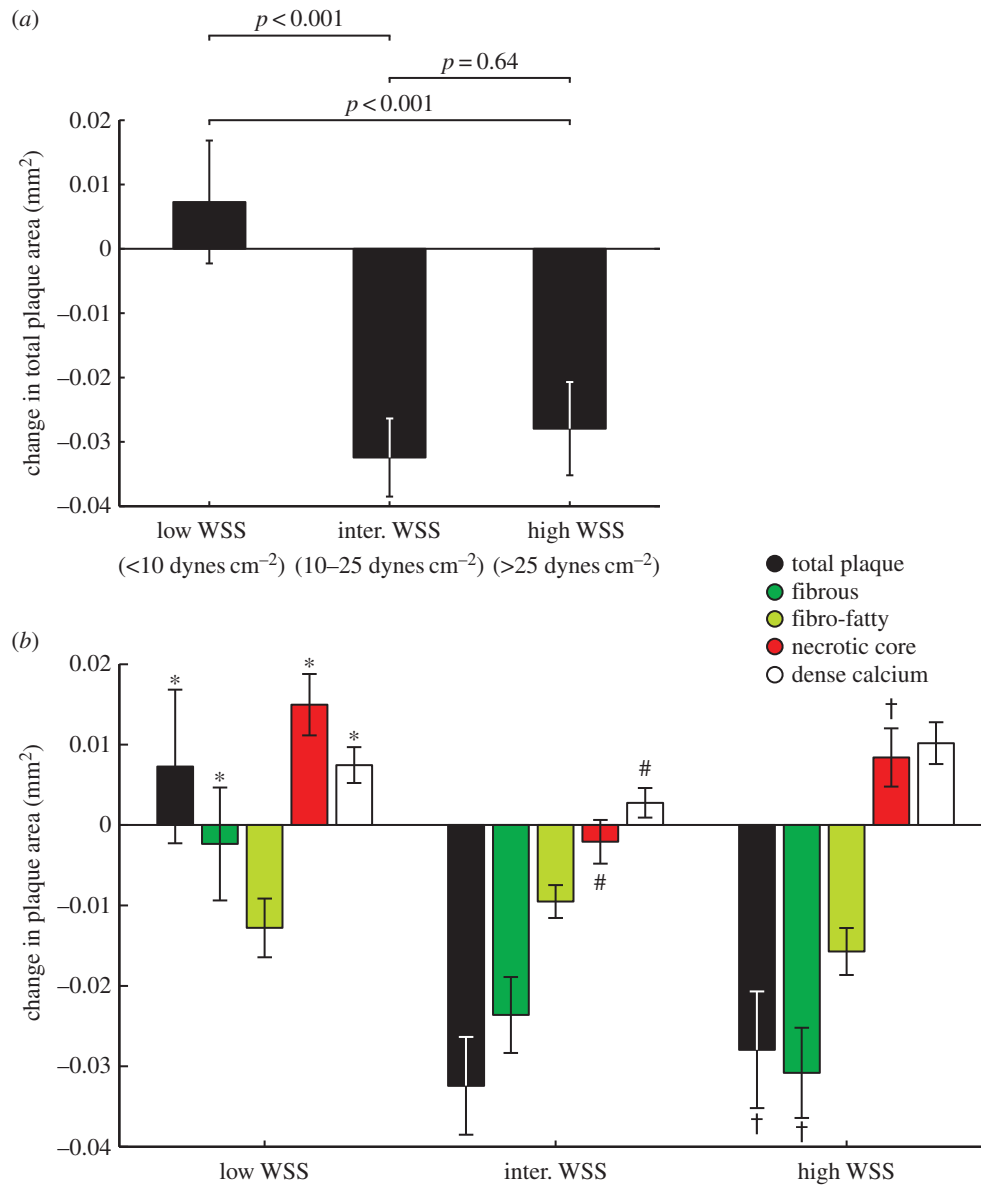 (a)
p < 0.001
p = 0.64
p < 0.001
change in total plaque area (mm²)
0.02
0.01
0
−0.01
−0.02
−0.03
−0.04
low WSS inter. WSS high WSS
(<10 dynes cm⁻²) (10–25 dynes cm⁻²) (>25 dynes cm⁻²)
total plaque
fibrous
fibro-fatty
necrotic core
dense calcium
(b)
change in plaque area (mm²)
0.02
0.01
0
−0.01
−0.02
−0.03
−0.04
* * * *
# #
† † †
low WSS inter. WSS high WSS